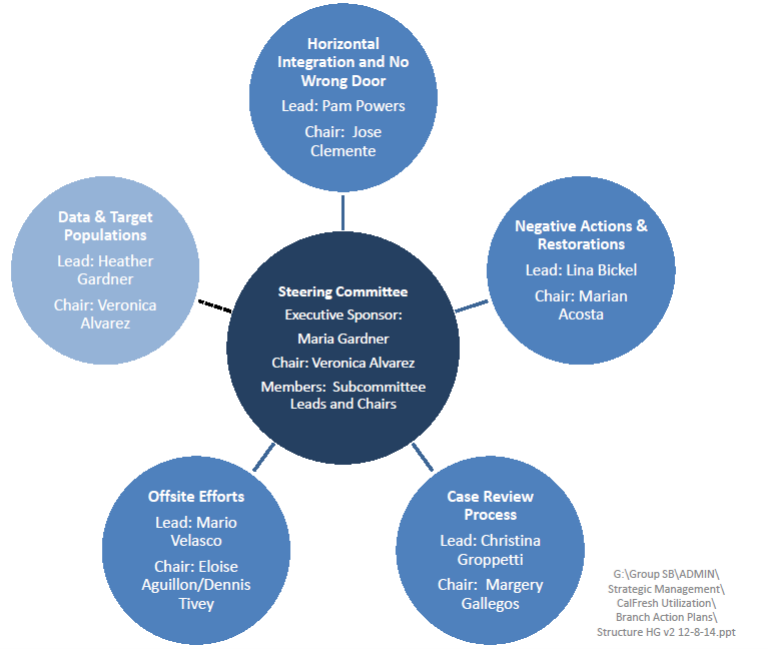 Horizontal
Integration and No
Wrong Door
Lead: Pam Powers
Chair:  Jose
Clemente
Data & Target
Populations
Lead: Heather
Gardner
Chair: Veronica
Alvarez
Negative Actions &
Restorations
Lead: Lina Bickel
Chair: Marian
Acosta
Steering Committee
Executive Sponsor:
Maria Gardner
Chair: Veronica Alvarez
Members:  Subcommittee
Leads and Chairs
Offsite Efforts
Lead: Mario
Velasco
Chair: Eloise
Aguillon/Dennis
Tivey
Case Review
Process
Lead: Christina
Groppetti
Chair:  Margery
Gallegos
G:\Group SB\ADMIN\
Strategic Management\
CalFresh Utilization\
Branch Action Plans\
Structure HG v2 12-8-14.ppt